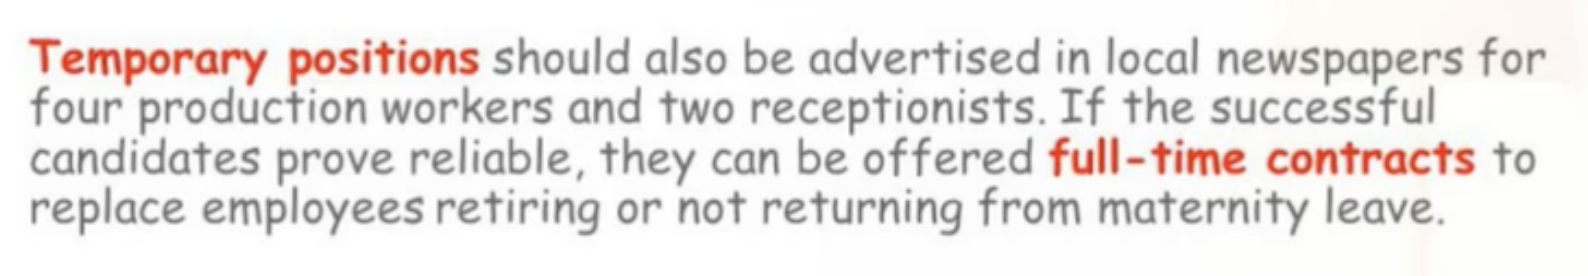 Temporary positions should also be advertised in local newspapers for
four production workers and two receptionists. If the successful
candidates prove reliable, they can be offered full-time contracts to
replace employees retiring or not returning from maternity leave.